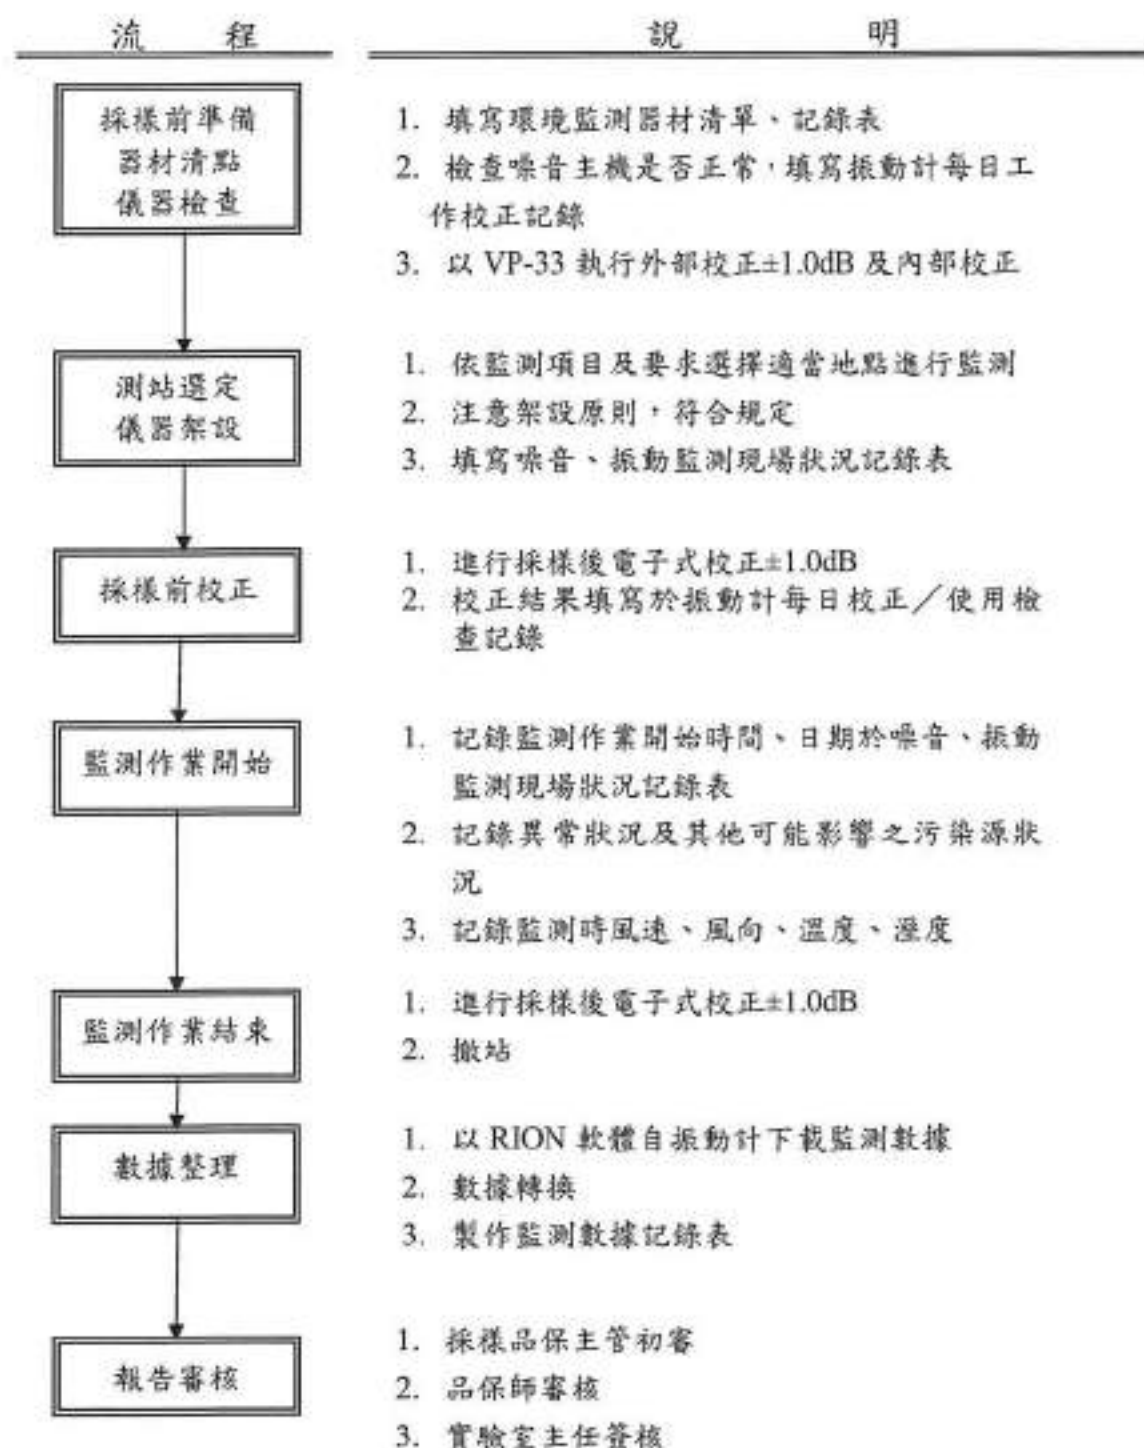 流 程
說 明
採樣前準備
器材清點
儀器檢查
1. 填寫環境監測器材清單、記錄表
2. 檢查噪音主機是否正常，填寫振動計每日工
作校正記錄
3. 以 VP-33 執行外部校正±1.0dB 及內部校正
測站選定
儀器架設
1. 依監測項目及要求選擇適當地點進行監測
2. 注意架設原則，符合規定
3. 填寫噪音、振動監測現場狀況記錄表
採樣前校正
1. 進行採樣後電子式校正±1.0dB
2. 校正結果填寫於振動計每日校正／使用檢
查記錄
監測作業開始
1. 記錄監測作業開始時間、日期於噪音、振動
監測現場狀況記錄表
2. 記錄異常狀況及其他可能影響之污染源狀
況
3. 記錄監測時風速、風向、溫度、溼度
監測作業結束
1. 進行採樣後電子式校正±1.0dB
2. 撤站
數據整理
1. 以 RION 軟體自振動計下載監測數據
2. 數據轉換
3. 製作監測數據記錄表
報告審核
1. 採樣品保主管初審
2. 品保師審核
3. 實驗室主任簽核